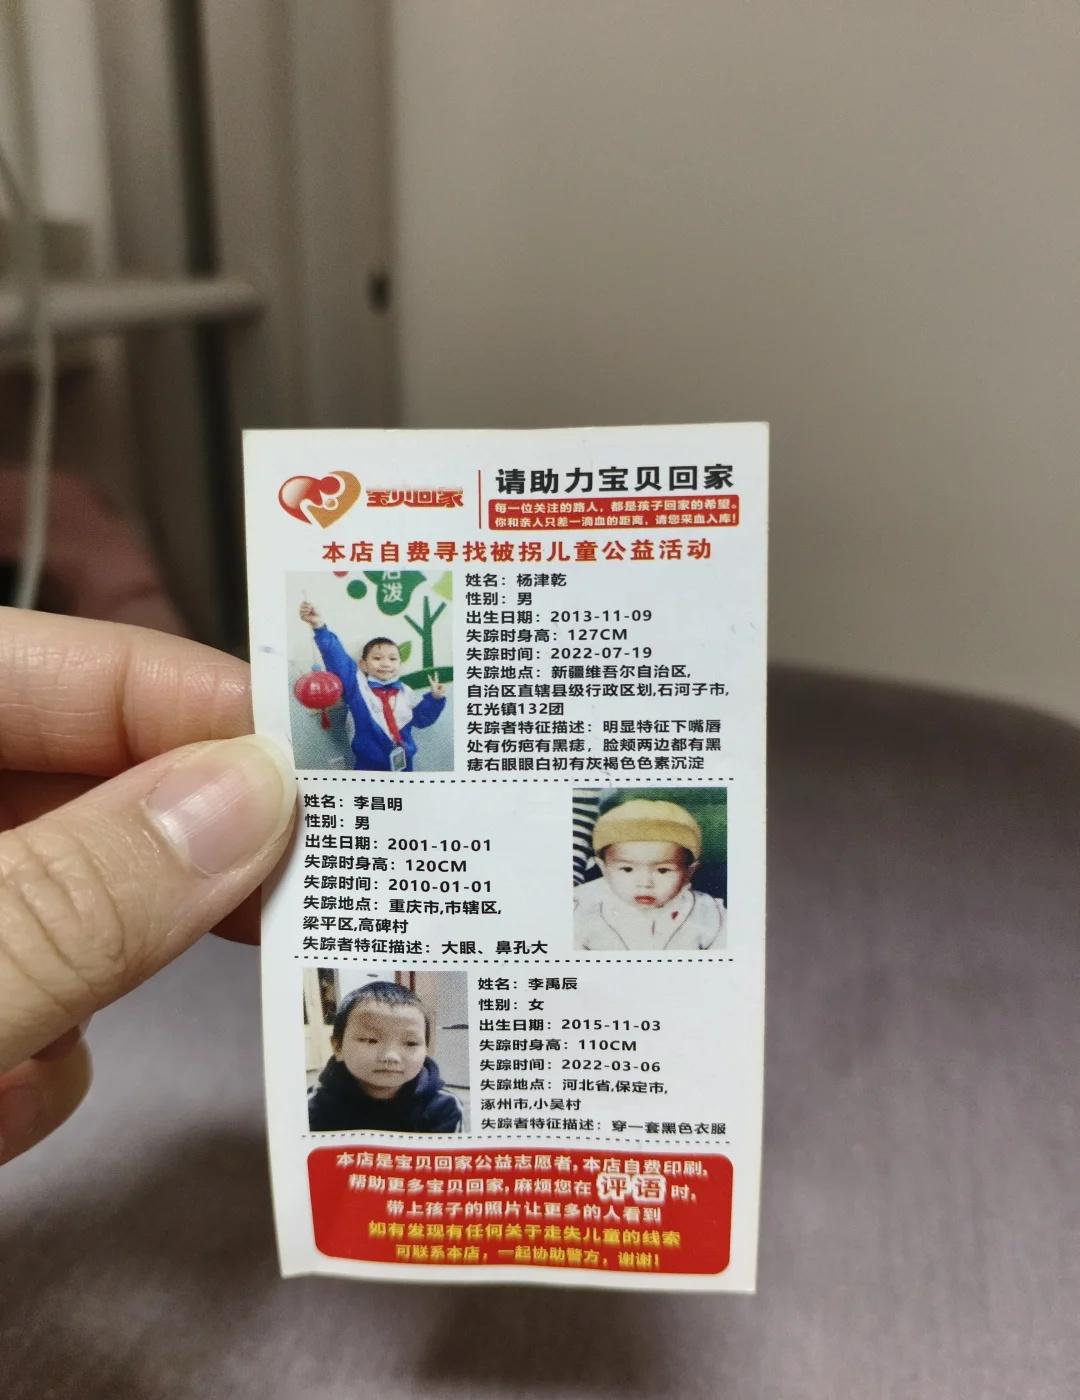 宝贝回家
请助力宝贝回家
每一位关注的路人，都是孩子回家的希望。
你和亲人只差一滴血的距离，请您采血入库！
本店自费寻找被拐儿童公益活动
活泼
姓名：杨津乾
性别：男
出生日期：2013-11-09
失踪时身高：127CM
失踪时间：2022-07-19
失踪地点：新疆维吾尔自治区,
自治区直辖县级行政区划,石河子市,
红光镇132团
失踪者特征描述：明显特征下嘴唇
处有伤疤有黑痣，脸颊两边都有黑
痣右眼眼白初有灰褐色色素沉淀
姓名：李昌明
性别：男
出生日期：2001-10-01
失踪时身高：120CM
失踪时间：2010-01-01
失踪地点：重庆市,市辖区,
梁平区,高碑村
失踪者特征描述：大眼、鼻孔大
姓名：李禹辰
性别：女
出生日期：2015-11-03
失踪时身高：110CM
失踪时间：2022-03-06
失踪地点：河北省,保定市,
涿州市,小吴村
失踪者特征描述：穿一套黑色衣服
本店是宝贝回家公益志愿者,本店自费印刷,
帮助更多宝贝回家,麻烦您在 评语 时,
带上孩子的照片让更多的人看到
如有发现有任何关于走失儿童的线索
可联系本店，一起协助警方，谢谢!